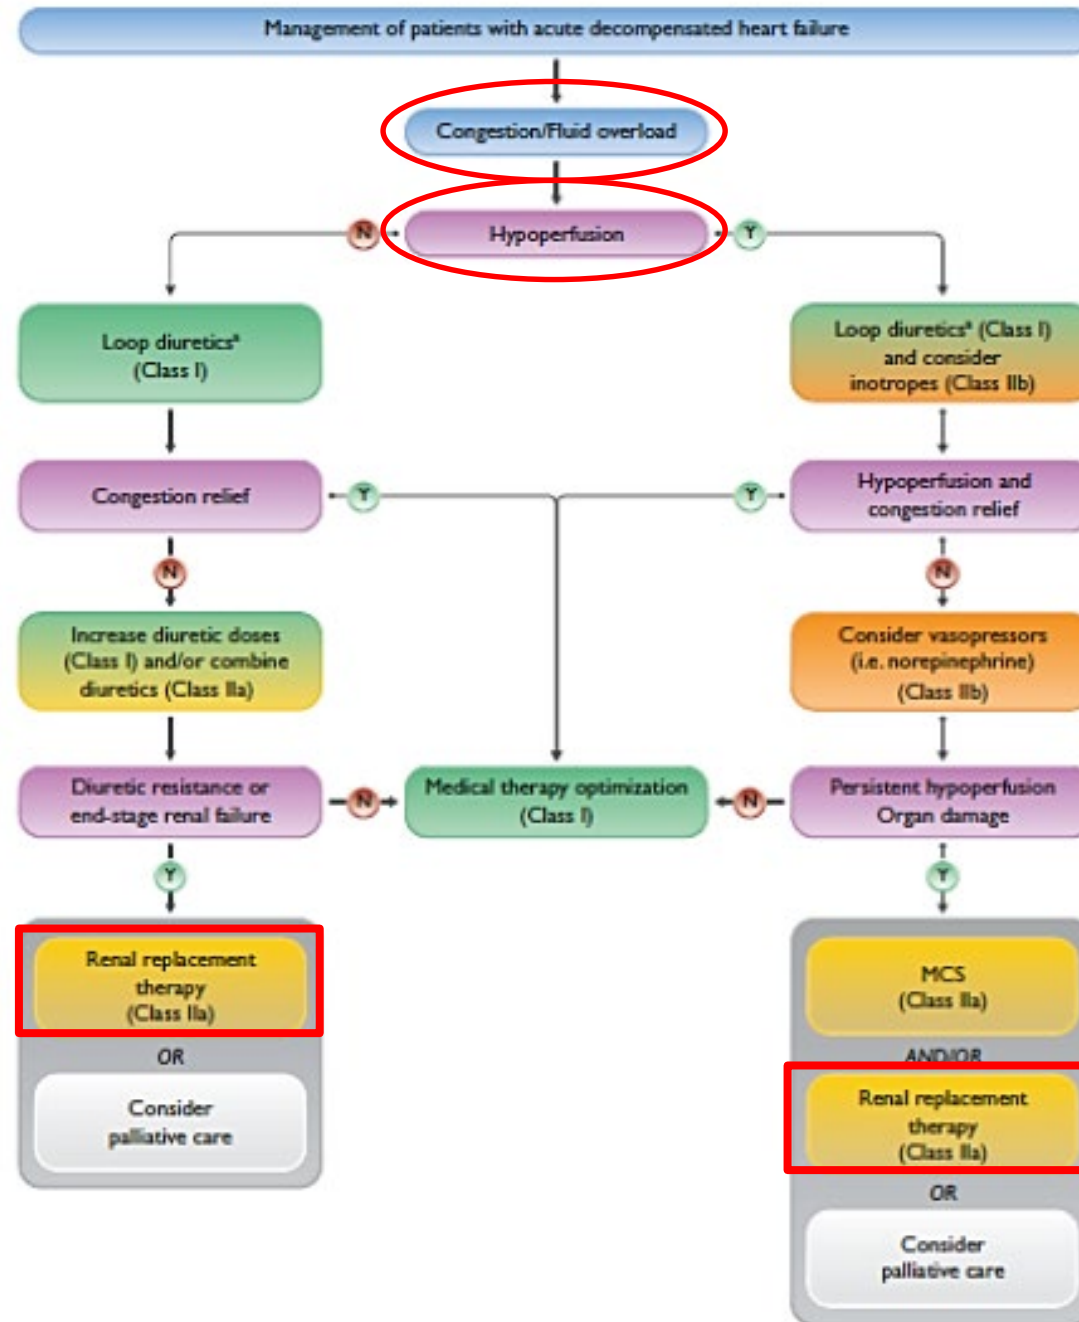 Management of patients with acute decompensated heart failure
Congestion/Fluid overload
Hypoperfusion
N
Y
Loop diureticsª
(Class I)
Loop diureticsª (Class I)
and consider
inotropes (Class IIb)
Congestion relief
Y
Y
Hypoperfusion and
congestion relief
N
N
Increase diuretic doses
(Class I) and/or combine
diuretics (Class IIa)
Consider vasopressors
(i.e. norepinephrine)
(Class IIb)
Diuretic resistance or
end-stage renal failure
N
Medical therapy optimization
(Class I)
N
Persistent hypoperfusion
Organ damage
Y
Y
Renal replacement
therapy
(Class IIa)
OR
Consider
palliative care
MCS
(Class IIa)
AND/OR
Renal replacement
therapy
(Class IIa)
OR
Consider
palliative care